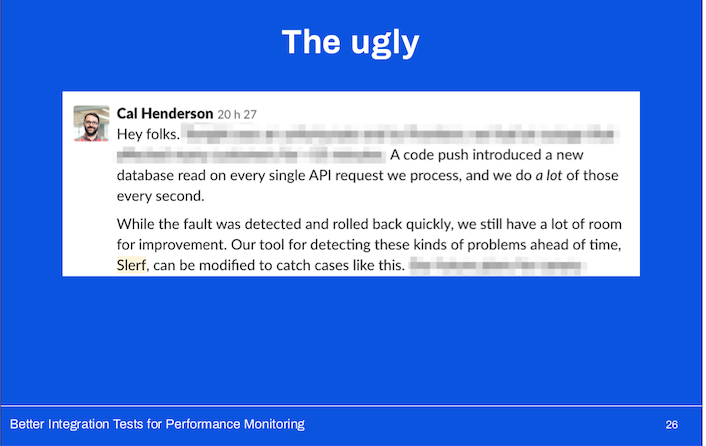 The ugly
Cal Henderson 20 h 27
Hey folks.
A code push introduced a new
database read on every single API request we process, and we do a lot of those
every second.
While the fault was detected and rolled back quickly, we still have a lot of room
for improvement. Our tool for detecting these kinds of problems ahead of time,
Slerf, can be modified to catch cases like this.
Better Integration Tests for Performance Monitoring
26